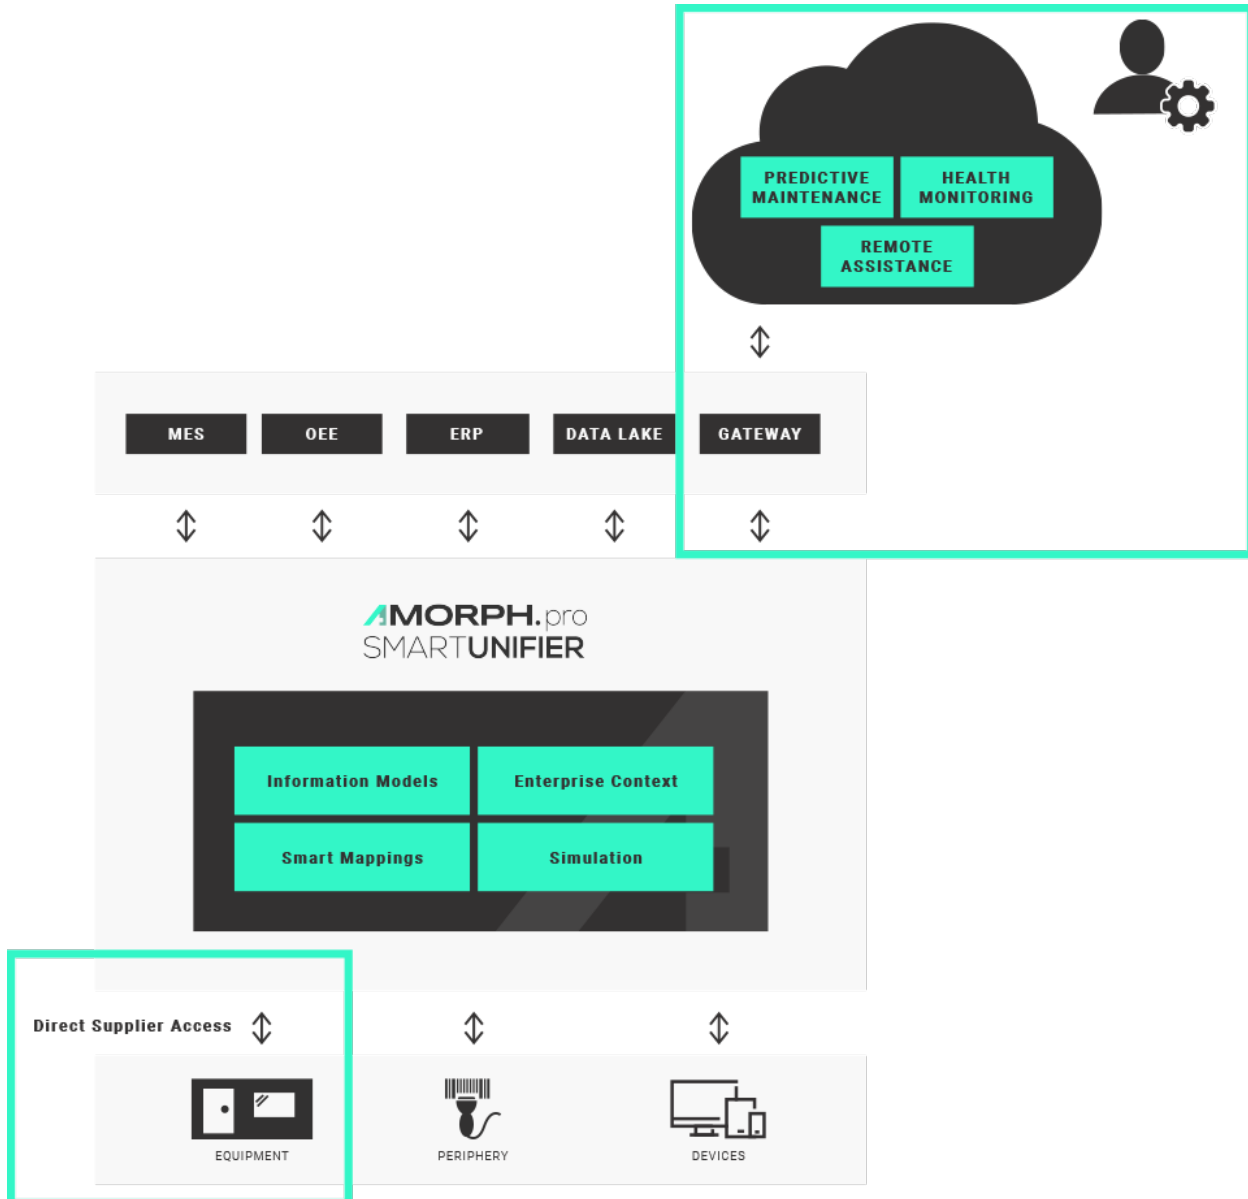 PREDICTIVE
MAINTENANCE
HEALTH
MONITORING
REMOTE
ASSISTANCE
MES
OEE
ERP
DATA LAKE
GATEWAY
AMORPH.pro
SMARTUNIFIER
Information Models
Enterprise Context
Smart Mappings
Simulation
Direct Supplier Access
EQUIPMENT
PERIPHERY
DEVICES